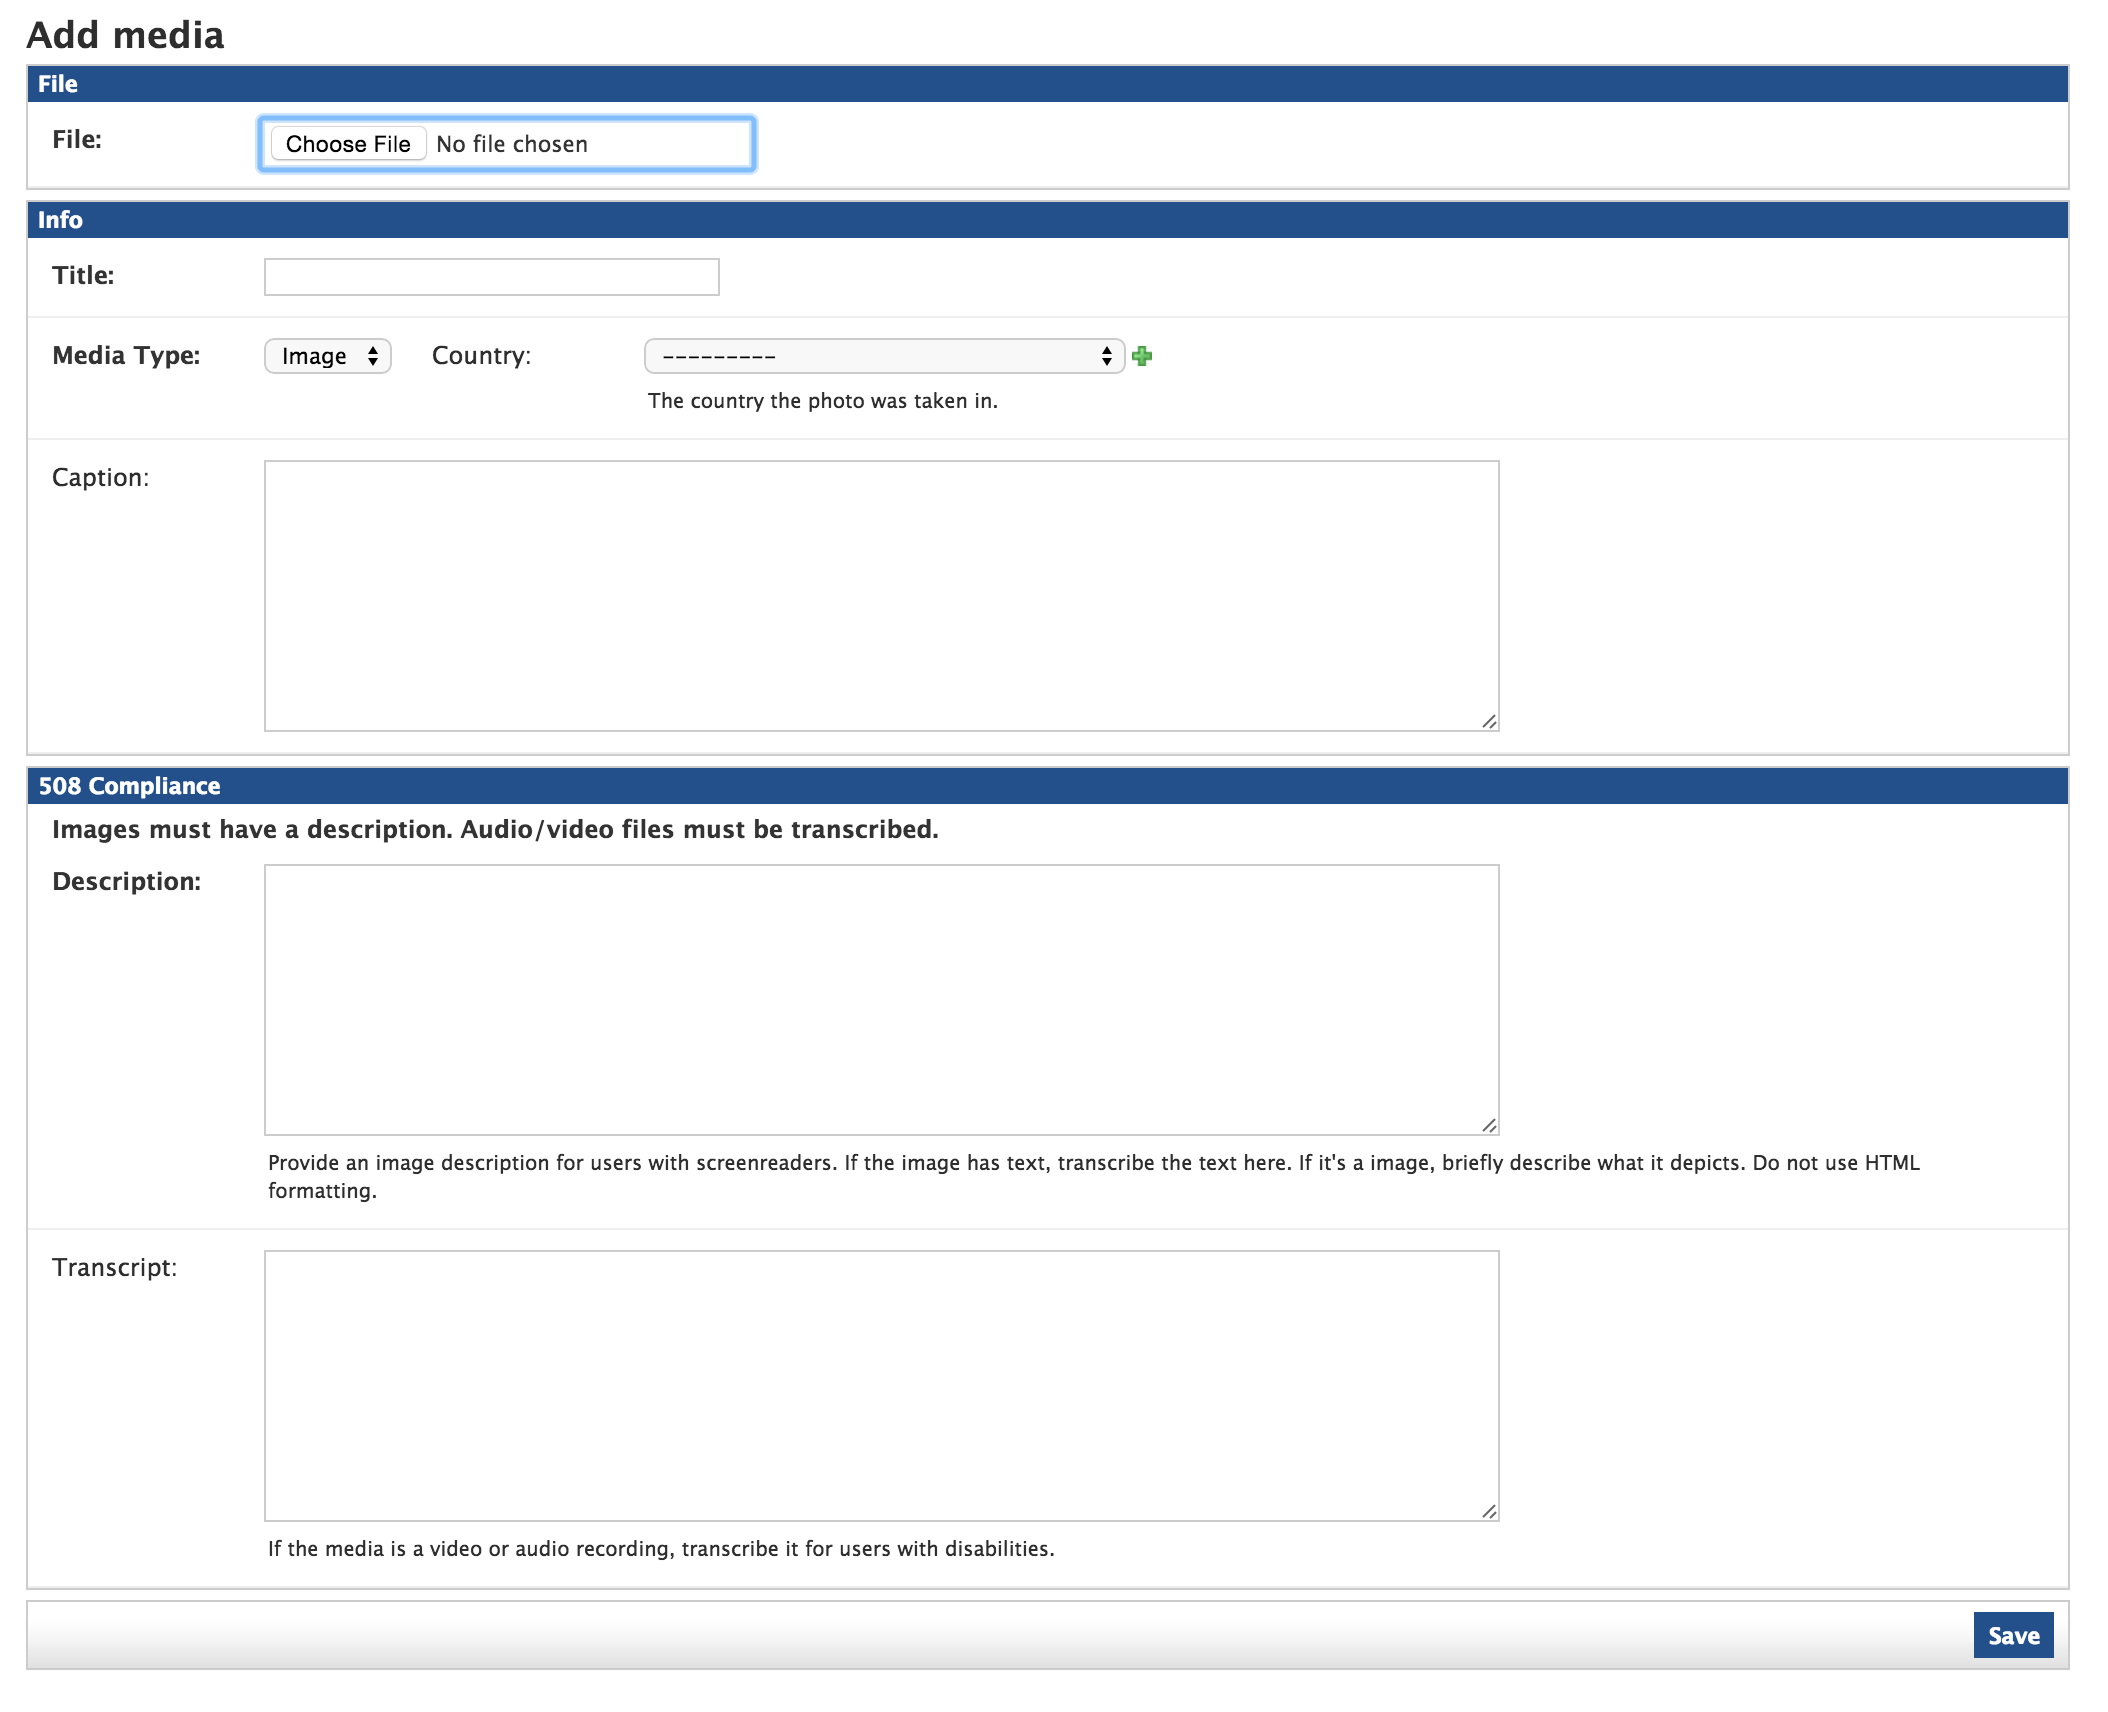 Add media
File
File: Choose File No file chosen
Info
Title:
Media Type: Image Country: ---------
The country the photo was taken in.
Caption:
508 Compliance
Images must have a description. Audio/video files must be transcribed.
Description:
Provide an image description for users with screenreaders. If the image has text, transcribe the text here. If it's a image, briefly describe what it depicts. Do not use HTML
formatting.
Transcript:
If the media is a video or audio recording, transcribe it for users with disabilities.
Save